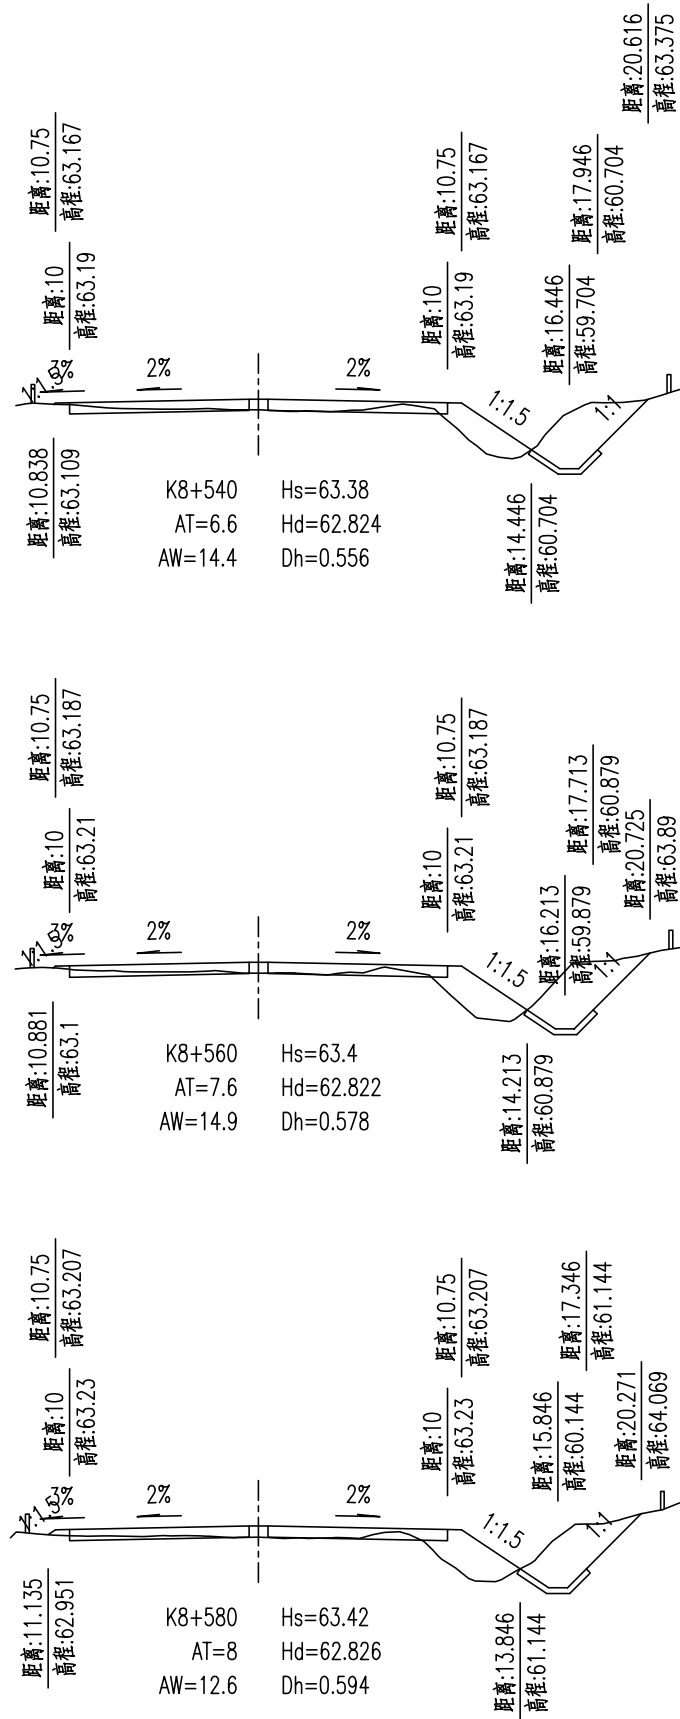 距离:20.616
高程:63.375
距离:10.75
高程:63.167
距离:10.75
高程:63.167
距离:17.946
高程:60.704
距离:10
高程:63.19
距离:10
高程:63.19
距离:16.446
高程:59.704
1:1.5
3%
2%
2%
1:1.5
1:1
距离:10.838
高程:63.109
K8+540 Hs=63.38
AT=6.6 Hd=62.824
AW=14.4 Dh=0.556
距离:14.446
高程:60.704
距离:10.75
高程:63.187
距离:10.75
高程:63.187
距离:17.713
高程:60.879
距离:10
高程:63.21
距离:10
高程:63.21
距离:20.725
高程:63.89
距离:16.213
高程:59.879
1:1.5
3%
2%
2%
1:1.5
1:1
距离:10.881
高程:63.1
K8+560 Hs=63.4
AT=7.6 Hd=62.822
AW=14.9 Dh=0.578
距离:14.213
高程:60.879
距离:10.75
高程:63.207
距离:10.75
高程:63.207
距离:17.346
高程:61.144
距离:10
高程:63.23
距离:10
高程:63.23
距离:15.846
高程:60.144
距离:20.271
高程:64.069
1:1.5
3%
2%
2%
1:1.5
1:1
距离:11.135
高程:62.951
K8+580 Hs=63.42
AT=8 Hd=62.826
AW=12.6 Dh=0.594
距离:13.846
高程:61.144